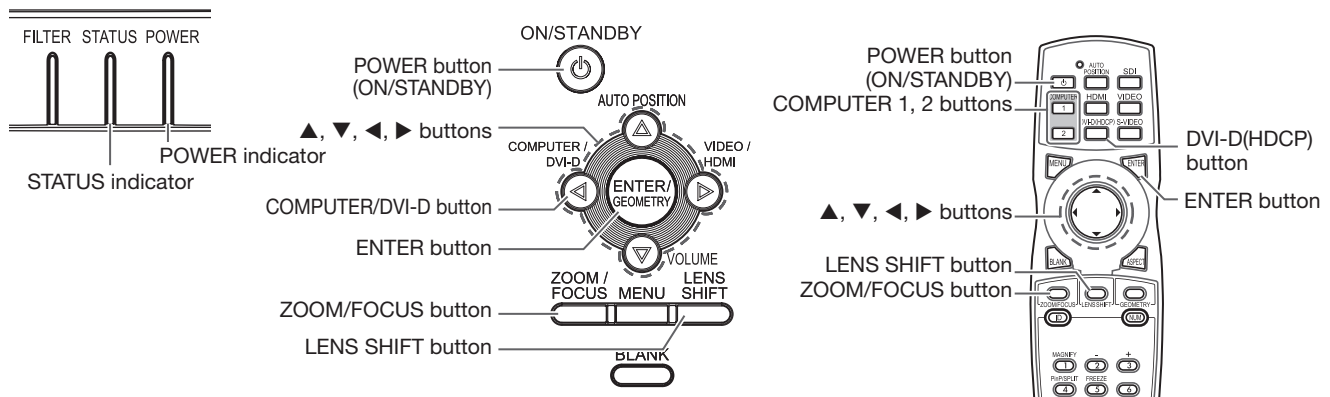 FILTER STATUS POWER
POWER indicator
STATUS indicator
ON/STANDBY
POWER button
(ON/STANDBY)
AUTO POSITION
▲, ▼, ◀, ▶ buttons
COMPUTER /
DVI-D
VIDEO /
HDMI
ENTER/
GEOMETRY
COMPUTER/DVI-D button
ENTER button
VOLUME
ZOOM /
FOCUS
MENU
LENS
SHIFT
ZOOM/FOCUS button
LENS SHIFT button
BLANK
POWER button
(ON/STANDBY)
COMPUTER 1, 2 buttons
AUTO
POSITION
SDI
COMPUTER
HDMI
VIDEO
1
2
DVI-D(HDCP)
S-VIDEO
DVI-D(HDCP)
button
MENU
ENTER
ENTER button
▲, ▼, ◀, ▶ buttons
BLANK
ASPECT
LENS SHIFT button
ZOOM/FOCUS button
ZOOM/FOCUS
LENS SHIFT
GEOMETRY
ID
NUM
MAGNIFY
-
+
1
2
3
PinP/SPLIT
FREEZE
4
5
6